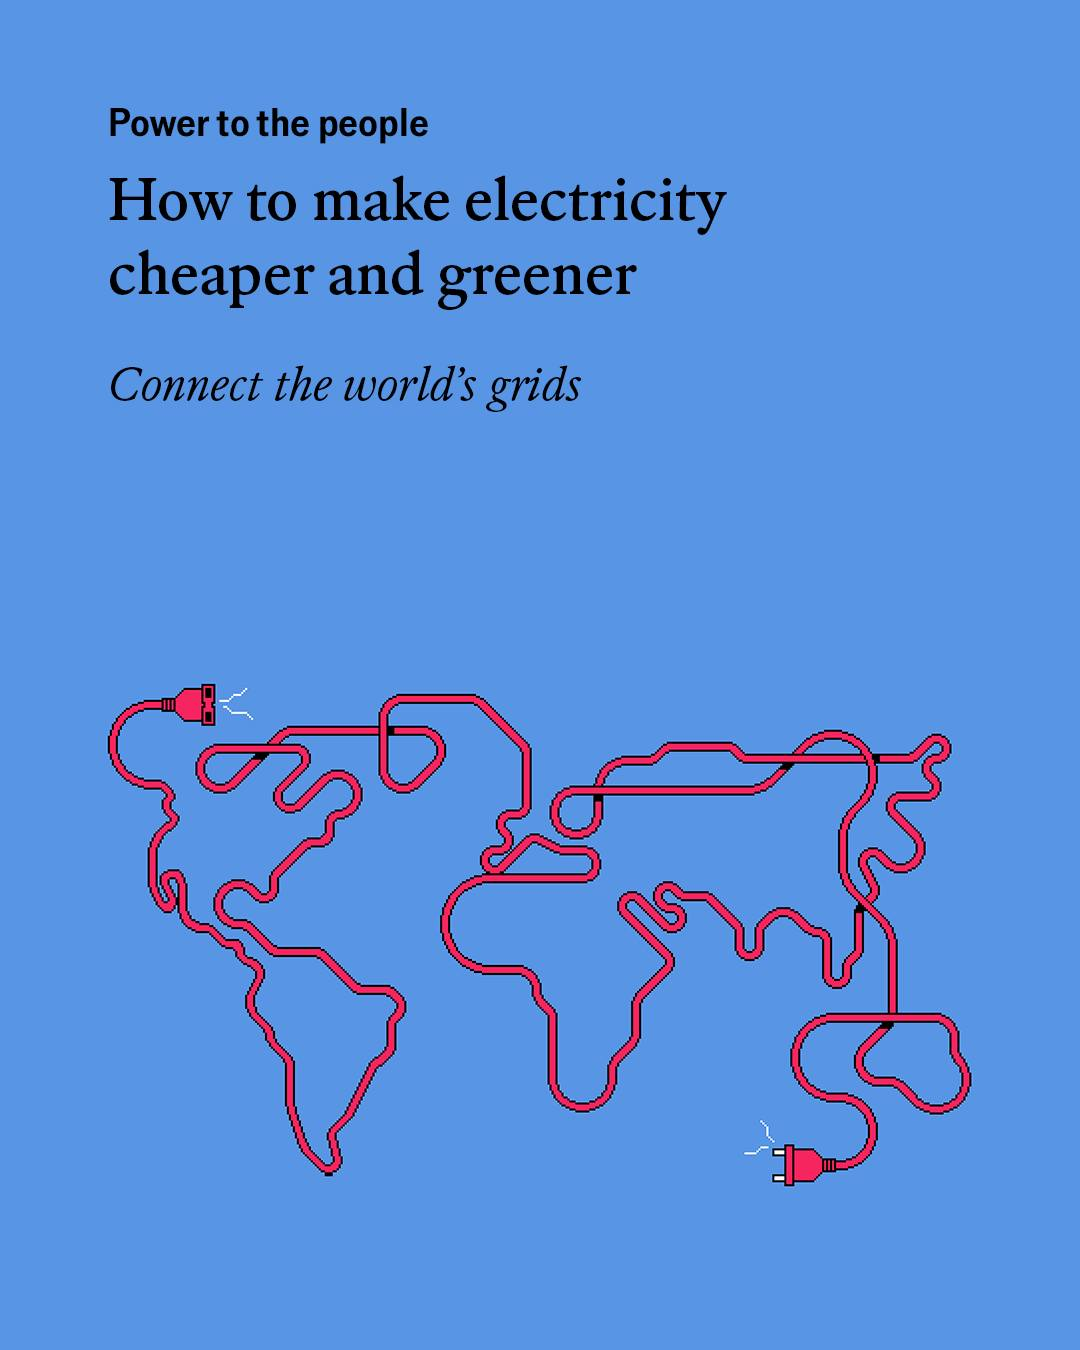 Power to the people
How to make electricity
cheaper and greener
Connect the world’s grids